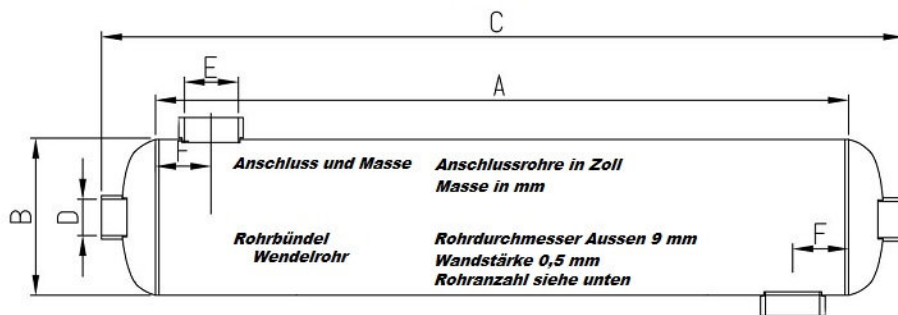 C
E
A
F
Anschluss und Masse Anschlussrohre in Zoll
Masse in mm
B
D
Rohrbündel Rohrdurchmesser Aussen 9 mm
Wendelrohr Wandstärke 0,5 mm
Rohranzahl siehe unten
F